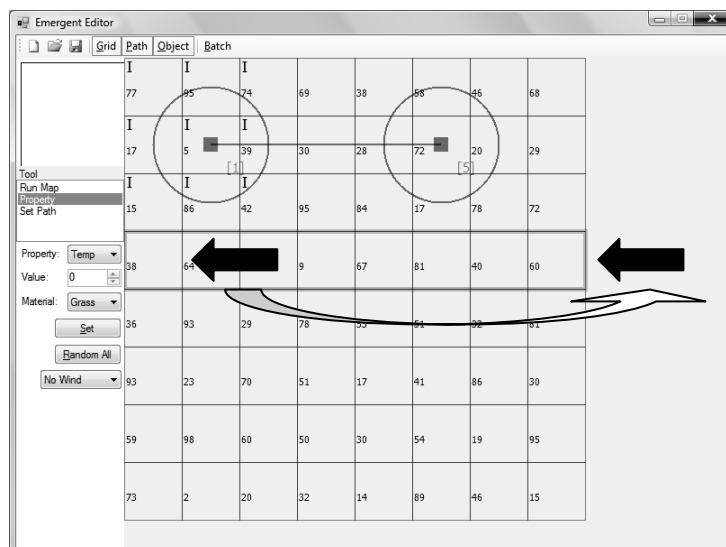 Emergent Editor
Grid Path Object Batch
I I I
77 95 74 69 38 58 46 68
I I I
17 5 39 30 28 72 20 29
[1] [5]
Tool
Run Map
Property
Set Path
I I I
15 86 42 95 84 17 78 72
Property: Temp
38 64 9 67 81 40 60
Value: 0
Material: Grass
Set
36 93 29 78 55 51 32 81
Random All
No Wind
93 23 70 51 17 41 86 30
59 98 60 50 30 54 19 95
73 2 20 32 14 89 46 15